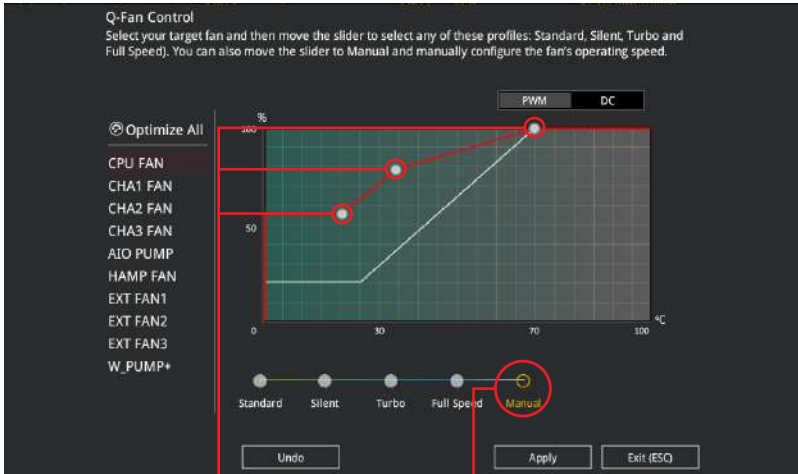 Q-Fan Control
Select your target fan and then move the slider to select any of these profiles: Standard, Silent, Turbo and
Full Speed). You can also move the slider to Manual and manually configure the fan's operating speed.
PWM DC
Optimize All
CPU FAN
CHA1 FAN
CHA2 FAN
CHA3 FAN
AIO PUMP
HAMP FAN
EXT FAN1
EXT FAN2
EXT FAN3
W_PUMP+
%
100
50
0 30 70 100
°C
Standard Silent Turbo Full Speed Manual
Undo Apply Exit (ESC)